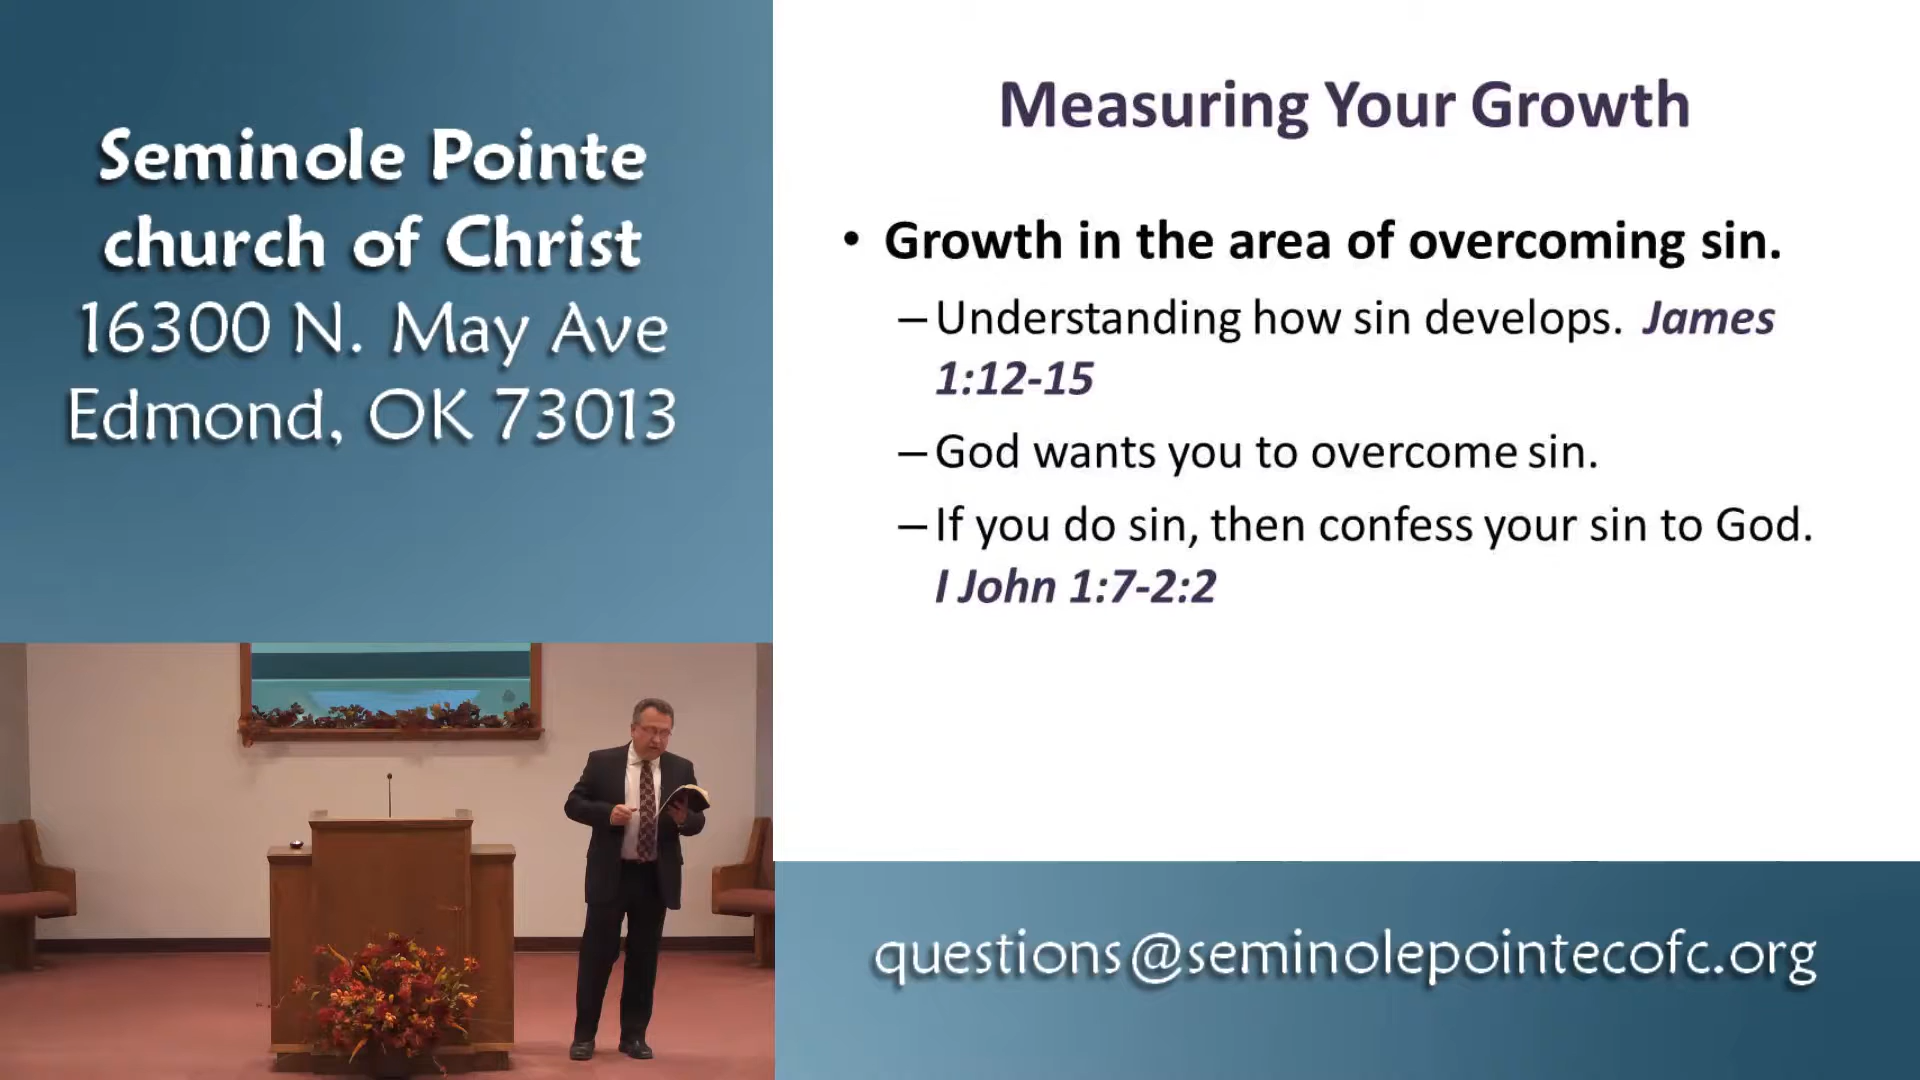 Seminole Pointe
church of Christ
16300 N. May Ave
Edmond, OK 73013
Measuring Your Growth
• Growth in the area of overcoming sin.
– Understanding how sin develops. James
1:12-15
– God wants you to overcome sin.
– If you do sin, then confess your sin to God.
I John 1:7-2:2
questions@seminolepointecofc.org